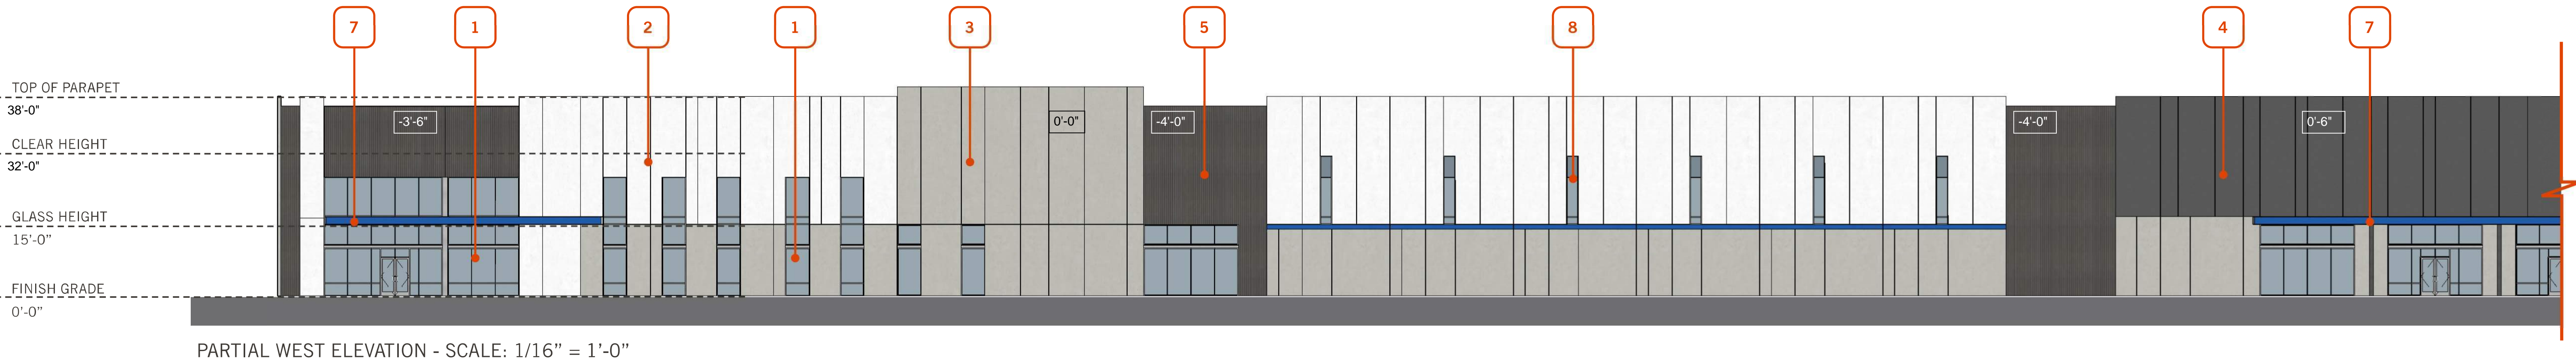 7 1 2 1 3 5 8 4 7
TOP OF PARAPET
38'-0"
-3'-6"
0'-0"
-4'-0"
-4'-0"
0'-6"
CLEAR HEIGHT
32'-0"
GLASS HEIGHT
15'-0"
FINISH GRADE
0'-0"
PARTIAL WEST ELEVATION - SCALE: 1/16” = 1’-0”